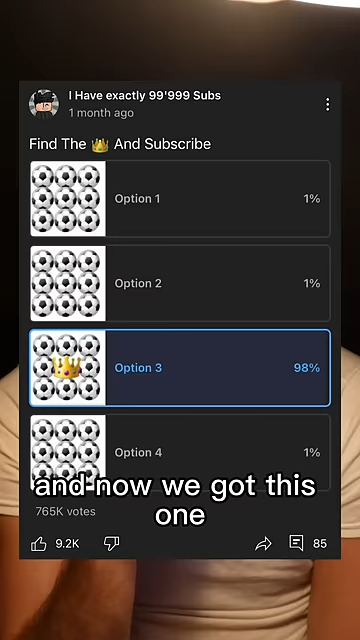 I Have exactly 99'999 Subs
1 month ago
Find The 👑 And Subscribe
Option 1 1%
Option 2 1%
Option 3 98%
Option 4 1%
and now we got this
one
765K votes
9.2K 85